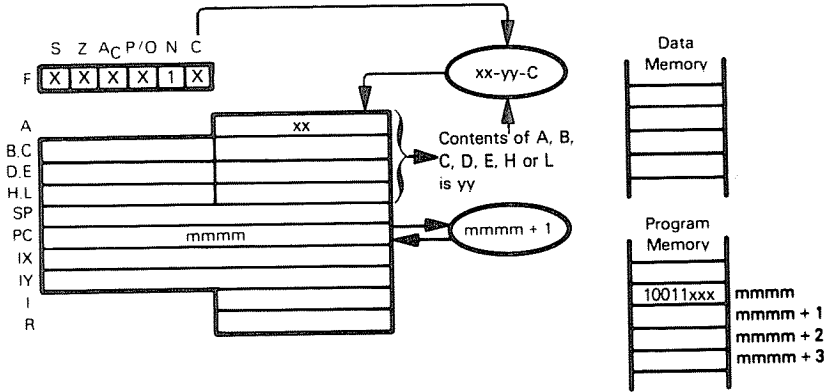 S Z AC P/O N C
F X X X X 1 X
xx-yy-C
Data
Memory
A xx
B,C
D,E
H,L
Contents of A, B,
C, D, E, H or L
is yy
SP
PC mmmm
mmmm + 1
IX
IY
I
R
Program
Memory
10011xxx mmmm
mmmm + 1
mmmm + 2
mmmm + 3